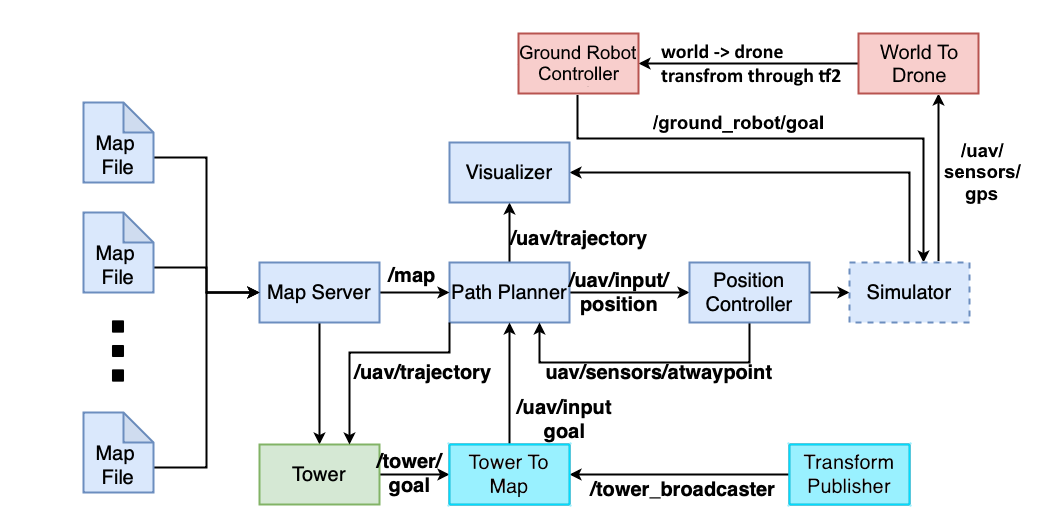 Ground Robot
Controller
world -> drone
transfrom through tf2
World To
Drone
/ground_robot/goal
/uav/
sensors/
gps
Map
File
Visualizer
/uav/trajectory
Map
File
Map Server
/map
Path Planner
/uav/input/
position
Position
Controller
Simulator
/uav/trajectory
uav/sensors/atwaypoint
/uav/input
goal
Map
File
Tower
/tower/
goal
Tower To
Map
/tower_broadcaster
Transform
Publisher